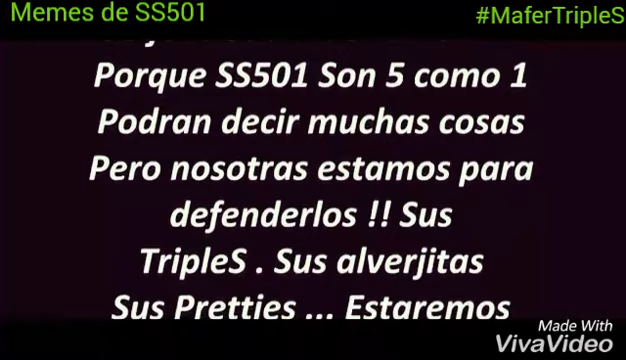 Memes de SS501
#MaferTripleS
Porque SS501 Son 5 como 1
Podran decir muchas cosas
Pero nosotras estamos para
defenderlos !! Sus
TripleS . Sus alverjitas
Sus Pretties ... Estaremos
Made With
VivaVideo